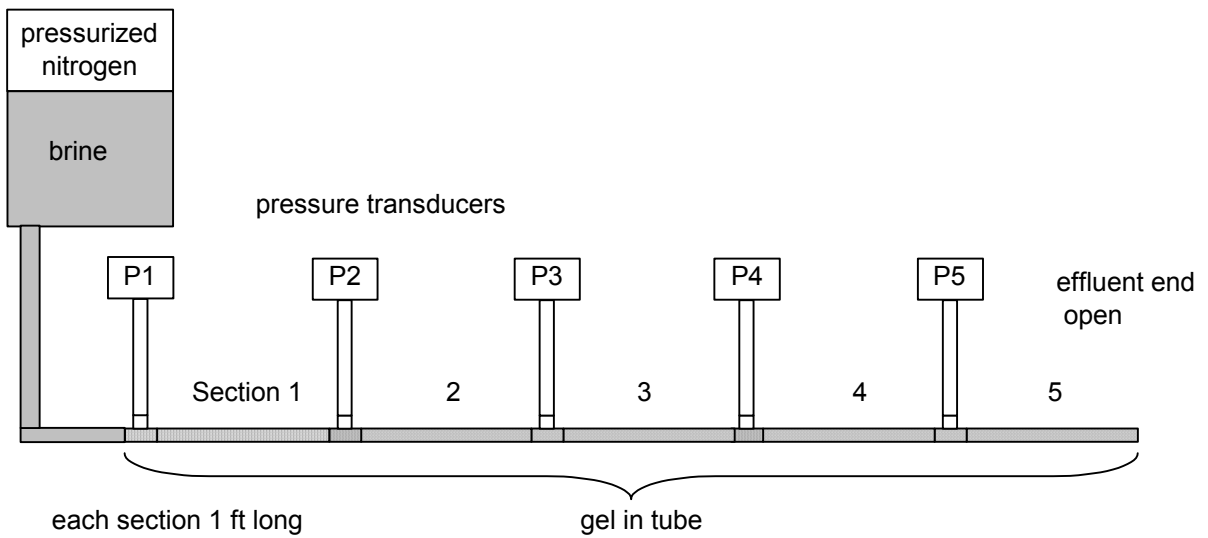 pressurized
nitrogen
brine
pressure transducers
P1 P2 P3 P4 P5
effluent end
open
Section 1 2 3 4 5
each section 1 ft long
gel in tube